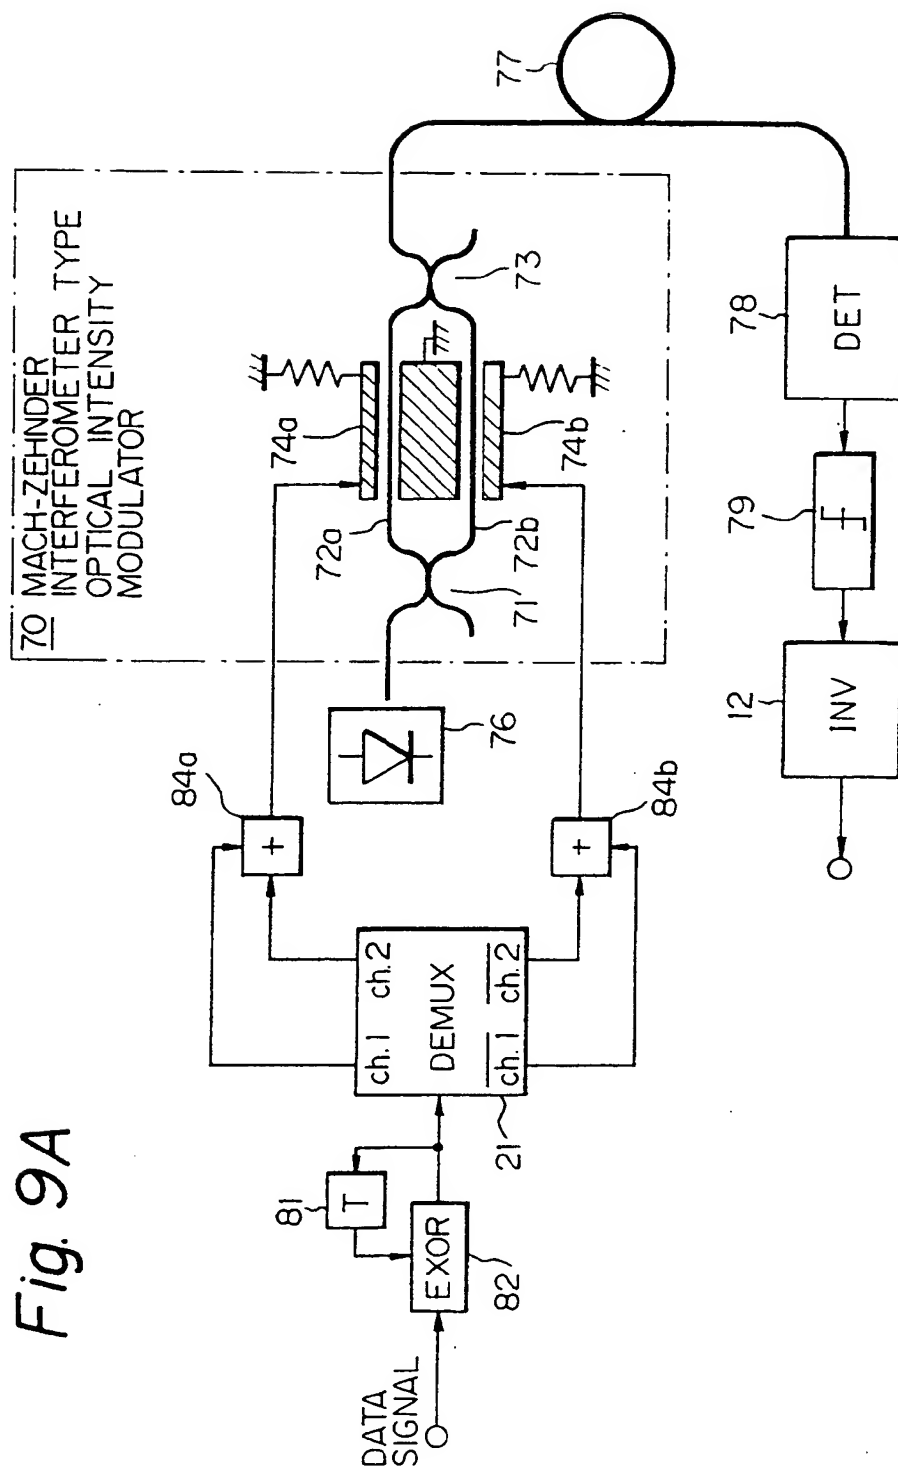 Fig. 9A
70 MACH-ZEHNDER
INTERFEROMETER TYPE
OPTICAL INTENSITY
MODULATOR
DATA
SIGNAL
EXOR
82
T
81
DEMUX
ch.1
ch.2
ch.1
ch.2
21
+
84a
+
84b
76
71
72a
72b
74a
74b
73
77
DET
78
79
INV
12